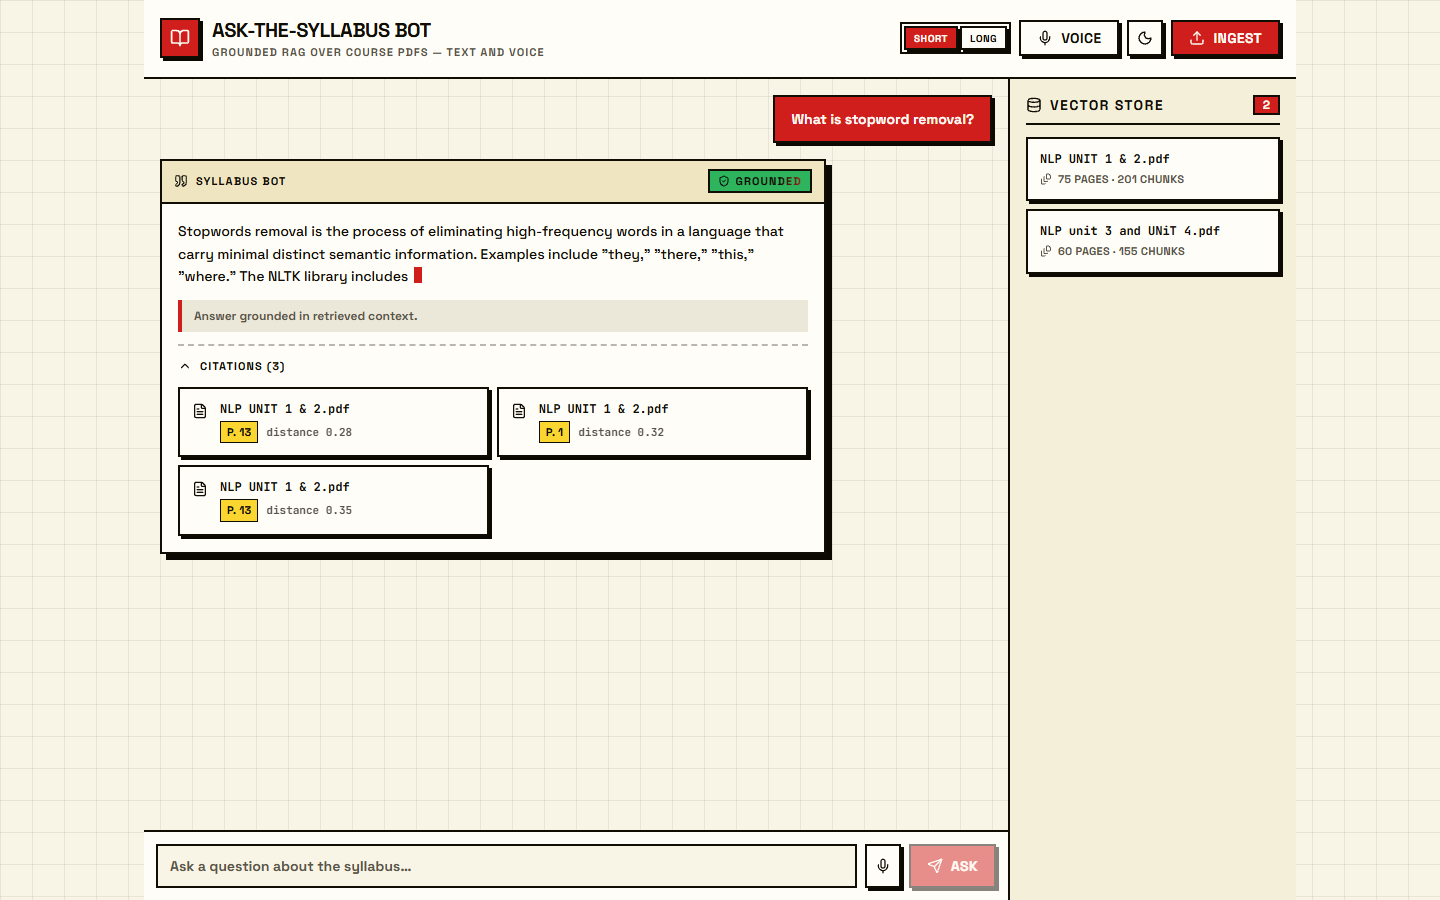 ASK-THE-SYLLABUS BOT
GROUNDED RAG OVER COURSE PDFS — TEXT AND VOICE
SHORT
LONG
VOICE
INGEST
What is stopword removal?
SYLLABUS BOT
GROUNDED
Stopwords removal is the process of eliminating high-frequency words in a language that
carry minimal distinct semantic information. Examples include ”they,” ”there,” ”this,”
”where.” The NLTK library includes
Answer grounded in retrieved context.
CITATIONS (3)
NLP UNIT 1 & 2.pdf
P. 13 distance 0.28
NLP UNIT 1 & 2.pdf
P. 1 distance 0.32
NLP UNIT 1 & 2.pdf
P. 13 distance 0.35
Ask a question about the syllabus...
ASK
VECTOR STORE
2
NLP UNIT 1 & 2.pdf
75 PAGES · 201 CHUNKS
NLP unit 3 and UNiT 4.pdf
60 PAGES · 155 CHUNKS